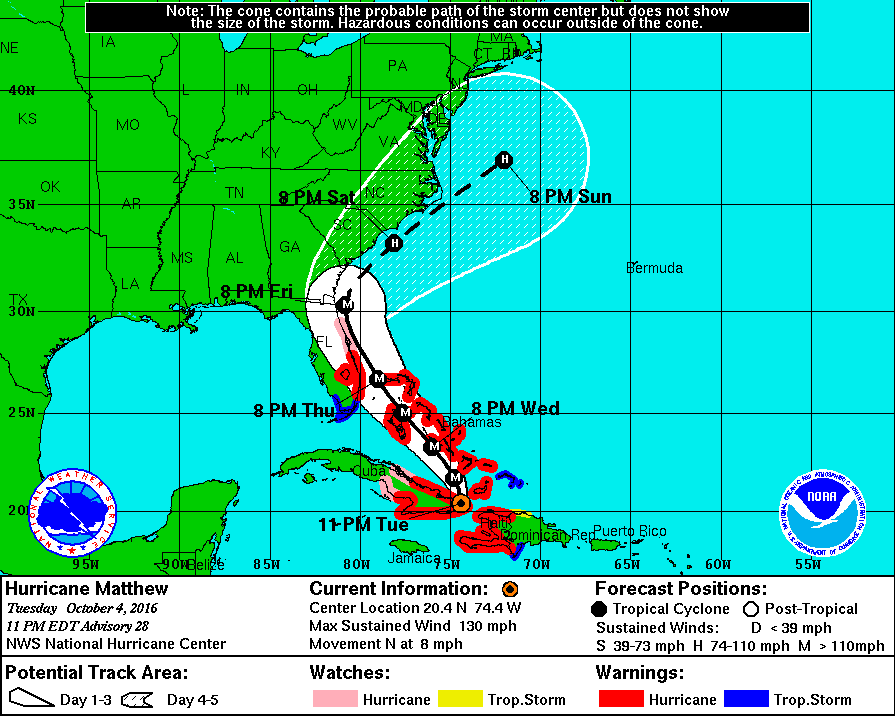 Note: The cone contains the probable path of the storm center but does not show
the size of the storm. Hazardous conditions can occur outside of the cone.
NE
IA
MA
CT
PA
40N
IN
OH
MD
DE
KS
MO
WV
VA
KY
OK
TN
8 PM Sat
NC
8 PM Sun
35N
AR
SC
MS
AL
GA
Bermuda
LA
8 PM Fri
TX
30N
FL
8 PM Thu
8 PM Wed
25N
Bahamas
Cuba
NATIONAL WEATHER SERVICE
NOAA
20N
11 PM Tue
Haiti
Dominican Rep
Puerto Rico
Jamaica
95W
90W
Belize
85W
80W
75W
70W
65W
60W
55W
Hurricane Matthew
Tuesday October 4, 2016
11 PM EDT Advisory 28
NWS National Hurricane Center
Current Information:
Center Location 20.4 N 74.4 W
Max Sustained Wind 130 mph
Movement N at 8 mph
Forecast Positions:
Tropical Cyclone Post-Tropical
Sustained Winds: D < 39 mph
S 39-73 mph H 74-110 mph M > 110mph
Potential Track Area:
Day 1-3 Day 4-5
Watches:
Hurricane Trop.Storm
Warnings:
Hurricane Trop.Storm